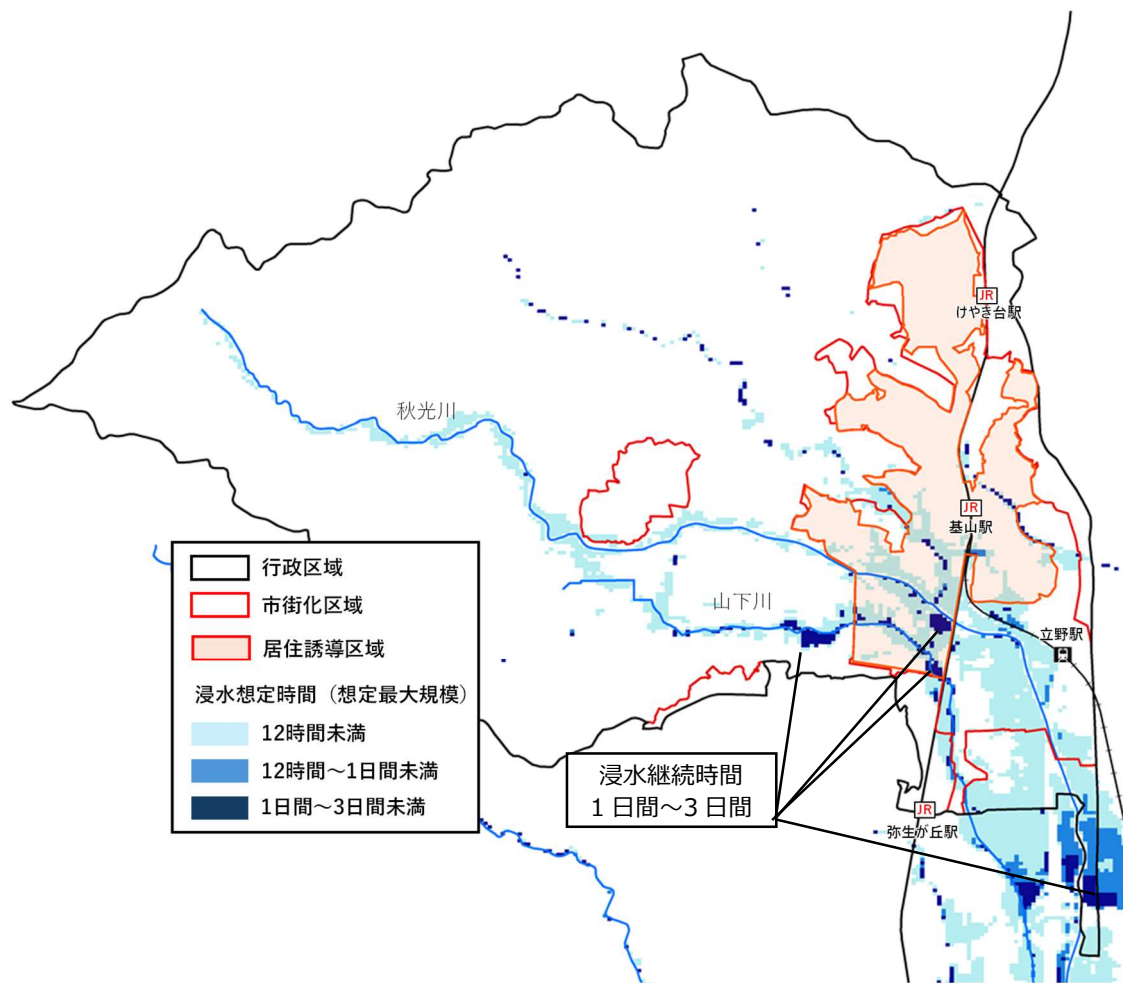 JR
けやき台駅
秋光川
JR
基山駅
行政区域
市街化区域
居住誘導区域
浸水想定時間（想定最大規模）
12時間未満
12時間～1日間未満
1日間～3日間未満
山下川
立野駅
浸水継続時間
１日間～３日間
JR
弥生が丘駅